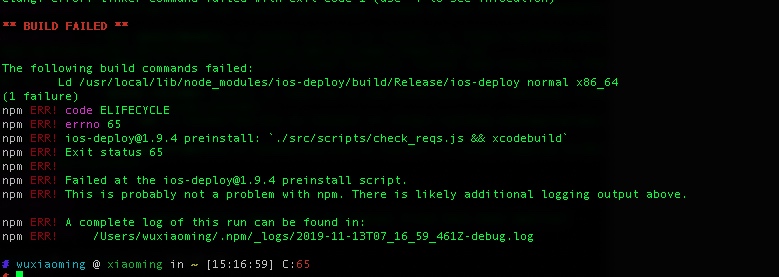 clang: error: linker command failed with exit code 1 (use -v to see invocation)
** BUILD FAILED **
The following build commands failed:
Ld /usr/local/lib/node_modules/ios-deploy/build/Release/ios-deploy normal x86_64
(1 failure)
npm ERR! code ELIFECYCLE
npm ERR! errno 65
npm ERR! ios-deploy@1.9.4 preinstall: `./src/scripts/check_reqs.js && xcodebuild`
npm ERR! Exit status 65
npm ERR!
npm ERR! Failed at the ios-deploy@1.9.4 preinstall script.
npm ERR! This is probably not a problem with npm. There is likely additional logging output above.
npm ERR! A complete log of this run can be found in:
npm ERR! /Users/wuxiaoming/.npm/_logs/2019-11-13T07_16_59_461Z-debug.log
# wuxiaoming @ xiaoming in ~ [15:16:59] C:65
$